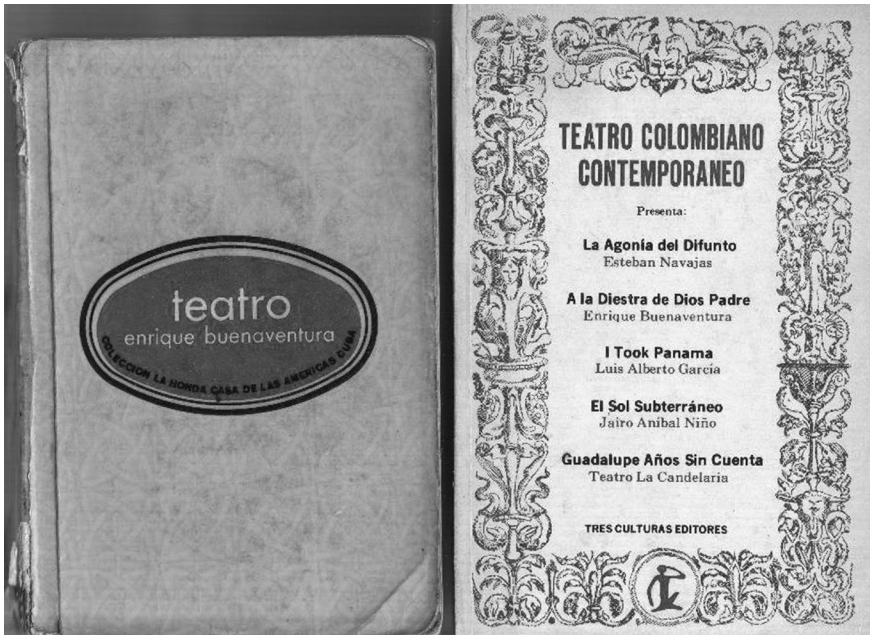 teatro
enrique buenaventura
COLECCION LA HONDA CASA DE LAS AMERICAS CUBA
TEATRO COLOMBIANO
CONTEMPORANEO
Presenta:
La Agonía del Difunto
Esteban Navajas
A la Diestra de Dios Padre
Enrique Buenaventura
I Took Panama
Luis Alberto García
El Sol Subterráneo
Jairo Aníbal Niño
Guadalupe Años Sin Cuenta
Teatro La Candelaria
TRES CULTURAS EDITORES